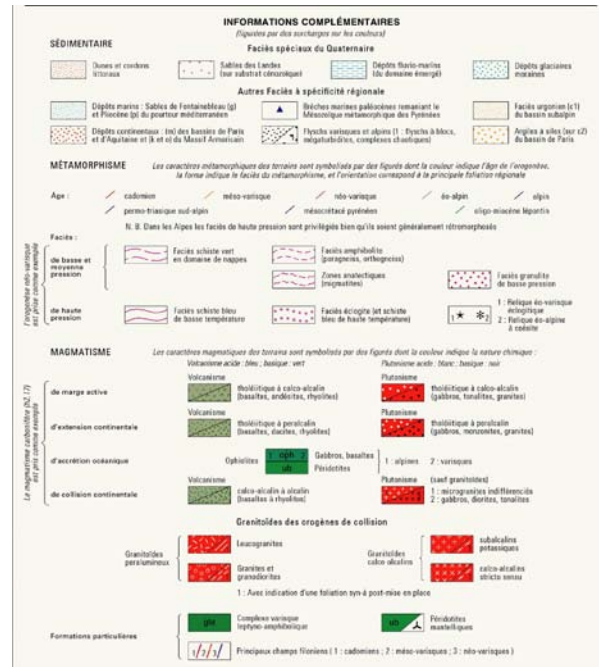 INFORMATIONS COMPLÉMENTAIRES
(figurées par des surcharges sur les couleurs)
SÉDIMENTAIRE
Faciès spéciaux du Quaternaire
Dunes et cordons
littoraux
Sables des Landes
(sur substrat cénozoïque)
Dépôts fluvio-marins
(du domaine émergé)
Dépôts glaciaires
moraines
Autres Faciès à spécificité régionale
Dépôts marins : Sables de Fontainebleau (g)
et Pliocène (p) du pourtour méditerranéen
Brèches marines paléocènes remaniant le
Mésozoïque métamorphique des Pyrénées
Faciès urgonien (c1)
du bassin subalpin
Dépôts continentaux : (m) des bassins de Paris
et d'Aquitaine et (k et o) du Massif Armoricain
Flyschs varisques et alpins (1 : flyschs à blocs,
mégaturbidites, complexes chaotiques)
Argiles à silex (sur c2)
du bassin de Paris
MÉTAMORPHISME
Les caractères métamorphiques des terrains sont symbolisés par des figurés dont la couleur indique l'âge de l'orogenèse,
la forme indique le faciès du métamorphisme, et l'orientation correspond à la principale foliation régionale
Age :
cadomien
méso-varisque
néo-varisque
éo-alpin
alpin
permo-triasique sud-alpin
mésocrétacé pyrénéen
oligo-miocène lépontin
N. B. Dans les Alpes les faciès de haute pression sont privilégiés bien qu'ils soient généralement rétromorphosés
Faciès :
l'orogenèse néo-varisque
est prise comme exemple
de basse et
moyenne
pression
Faciès schiste vert
en domaine de nappes
Faciès amphibolite
(paragneiss, orthogneiss)
Zones anatectiques
(migmatites)
Faciès granulite
de basse pression
de haute
pression
Faciès schiste bleu
de basse température
Faciès éclogite (et schiste
bleu de haute température)
1 ★ ✻ 2
1 : Relique éo-varisque
éclogitique
2 : Relique éo-alpine
à coésite
MAGMATISME
Les caractères magmatiques des terrains sont symbolisés par des figurés dont la couleur indique la nature chimique :
Volcanisme acide : bleu ; basique : vert
Plutonisme acide : blanc ; basique : noir
Le magmatisme carbonifère (h2, 17)
est pris comme exemple
Volcanisme
Plutonisme
de marge active
tholéiitique à calco-alcalin
(basaltes, andésites, rhyolites)
tholéiitique à calco-alcalin
(gabbros, tonalites, granites)
Volcanisme
Plutonisme
d'extension continentale
tholéiitique à peralcalin
(basaltes, dacites, rhyolites)
tholéiitique à peralcalin
(gabbros, monzonites, granites)
d'accrétion océanique
Ophiolites
1 oph 2
ub
Gabbros, basaltes
Péridotites
1 : alpines 2 : varisques
Volcanisme
Plutonisme
(sauf granitoïdes)
de collision continentale
calco-alcalin à alcalin
(basaltes à rhyolites)
1 : microgranites indifférenciés
2 : gabbros, diorites, tonalites
Granitoïdes des orogènes de collision
Granitoïdes
peralumineux
Leucogranites
Granites et
granodiorites
Granitoïdes
calco alcalins
subalcalins
potassiques
calco-alcalins
stricto sensu
1 : Avec indication d'une foliation syn-à post-mise en place
Formations particulières
Complexe varisque
leptyno-amphibolique
ub
Péridotites
mantelliques
1/2/3/
Principaux champs filoniens ( 1 : cadomiens ; 2 : méso-varisques ; 3 : néo-varisques )